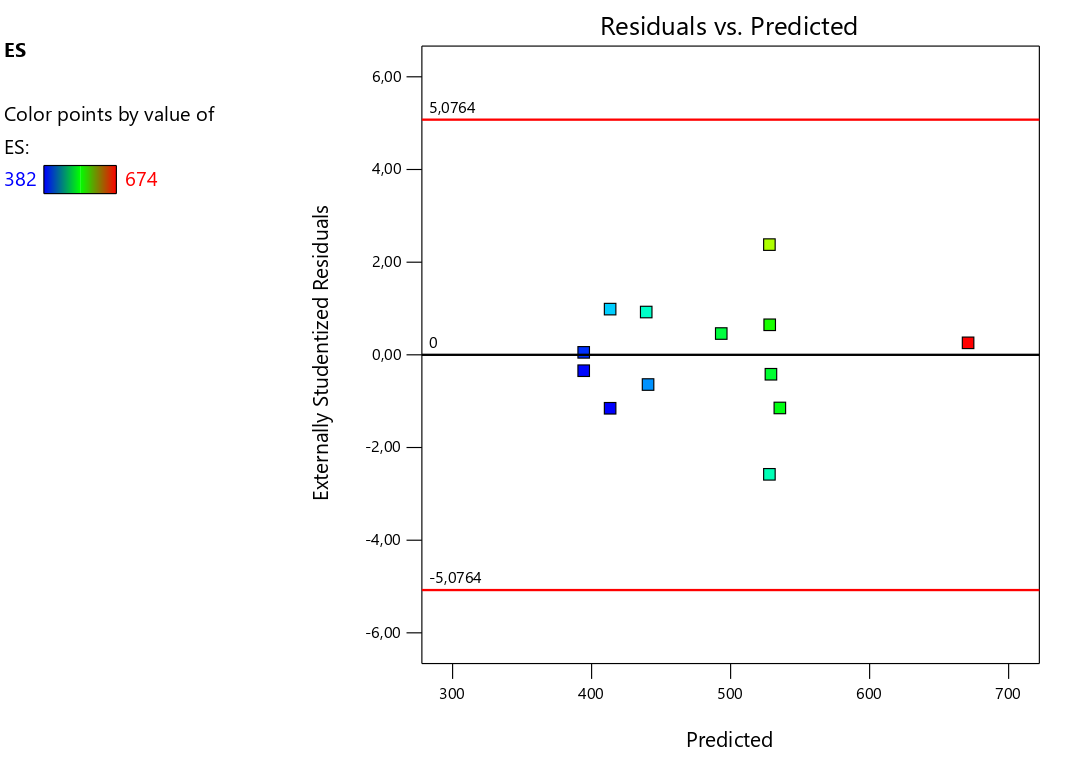 Residuals vs. Predicted
ES
Color points by value of
ES:
382 674
Externally Studentized Residuals
6,00
4,00
2,00
0,00
-2,00
-4,00
-6,00
5,0764
0
-5,0764
300 400 500 600 700
Predicted